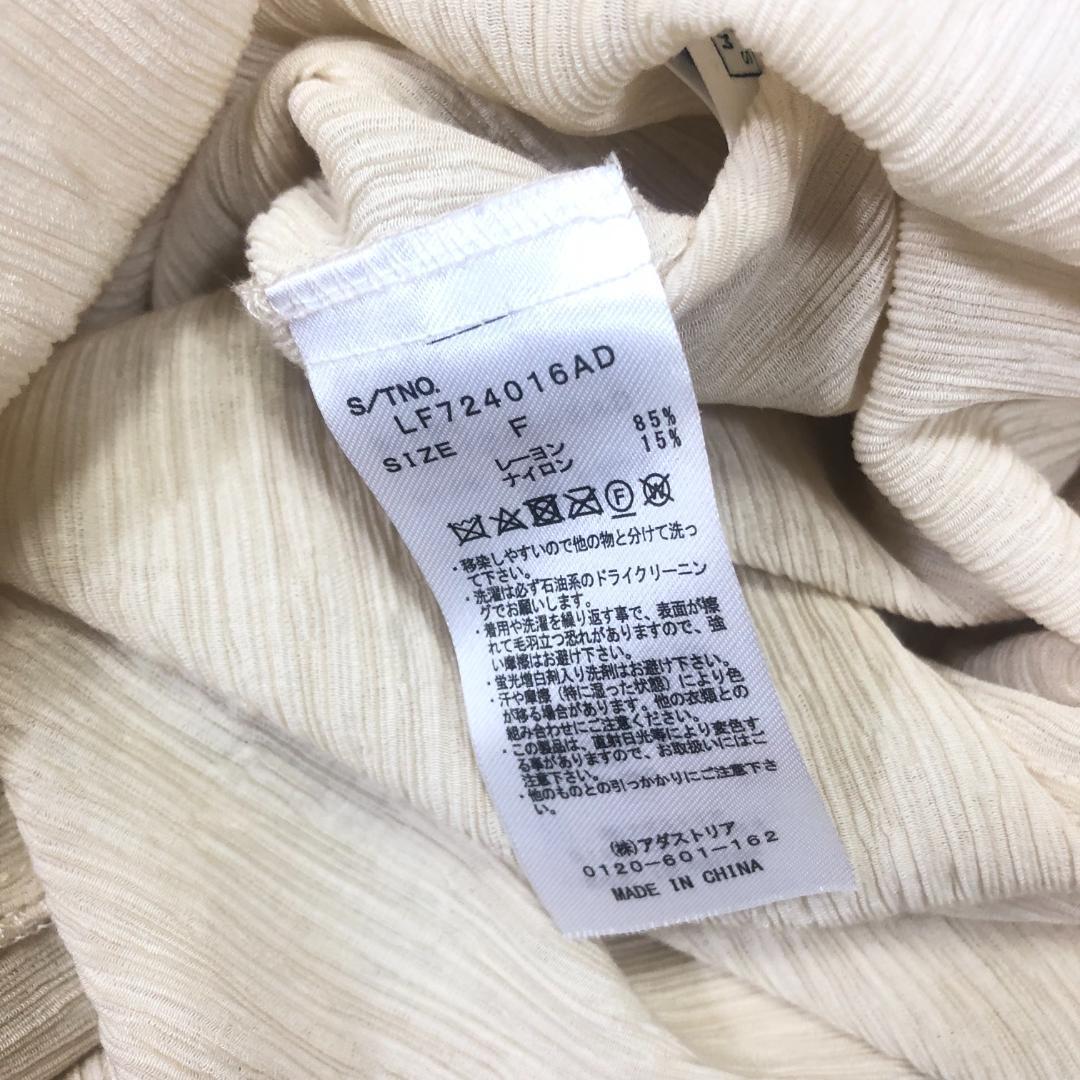 S/TNO.
LF724016AD
SIZE F
レーヨン 85%
ナイロン 15%
F W
・移染しやすいので他の物と分けて洗っ
て下さい。
・洗濯は必ず石油系のドライクリーニン
グでお願いします。
・着用や洗濯を繰り返す事で、表面が擦
れて毛羽立つ恐れがありますので、強
い摩擦はお避け下さい。
・蛍光増白剤入り洗剤はお避け下さい。
・汗や摩擦（特に湿った状態）により色
が移る場合があります。他の衣類との
組み合わせにご注意ください。
・この製品は、直射日光等により変色す
る事がありますので、お取扱いにはご
注意下さい。
・他のものとの引っかかりにご注意下さ
い。
(株)アダストリア
0120-601-162
MADE IN CHINA